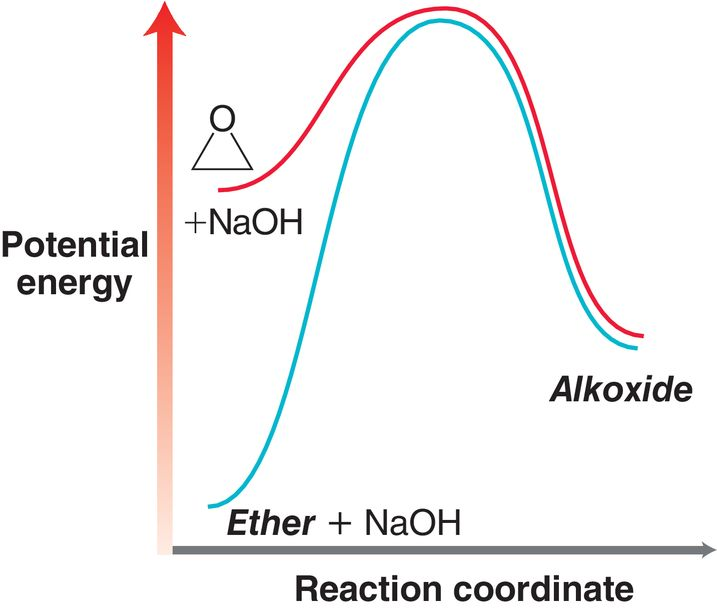 O
+NaOH
Potential
energy
Alkoxide
Ether + NaOH
Reaction coordinate